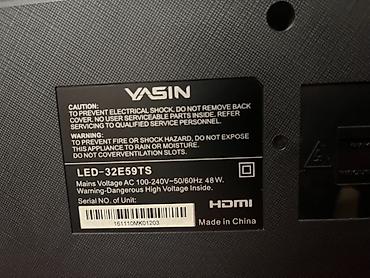 YASIN
CAUTION:
TO PREVENT ELECTRICAL SHOCK. DO NOT REMOVE BACK
COVER. NO USER SERVICEABLE PARTS INSIDE. REFER
SERVICING TO QUALIFIED SERVICE PERSONNEL.
WARNING:
TO PREVENT FIRE OR SHOCK HAZARD, DO NOT EXPOSE
THIS APPLIANCE TO RAIN OR MOISTURE.
DO NOT COVERVENTILATION SLOTS.
LED-32E59TS
Mains Voltage AC 100-240V~50/60Hz 48 W.
Warning-Dangerous High Voltage Inside.
Serial NO. of Unit:
HDMI
161110MK01203
Made in China